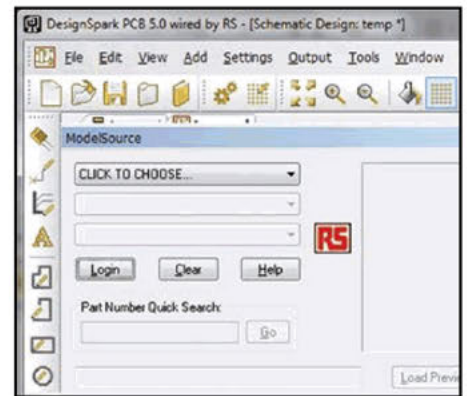 DesignSpark PCB 5.0 wired by RS - [Schematic Design: temp *]
File Edit View Add Settings Output Tools Window
ModelSource
CLICK TO CHOOSE...
RS
Login Clear Help
Part Number Quick Search:
Go
Load Previ